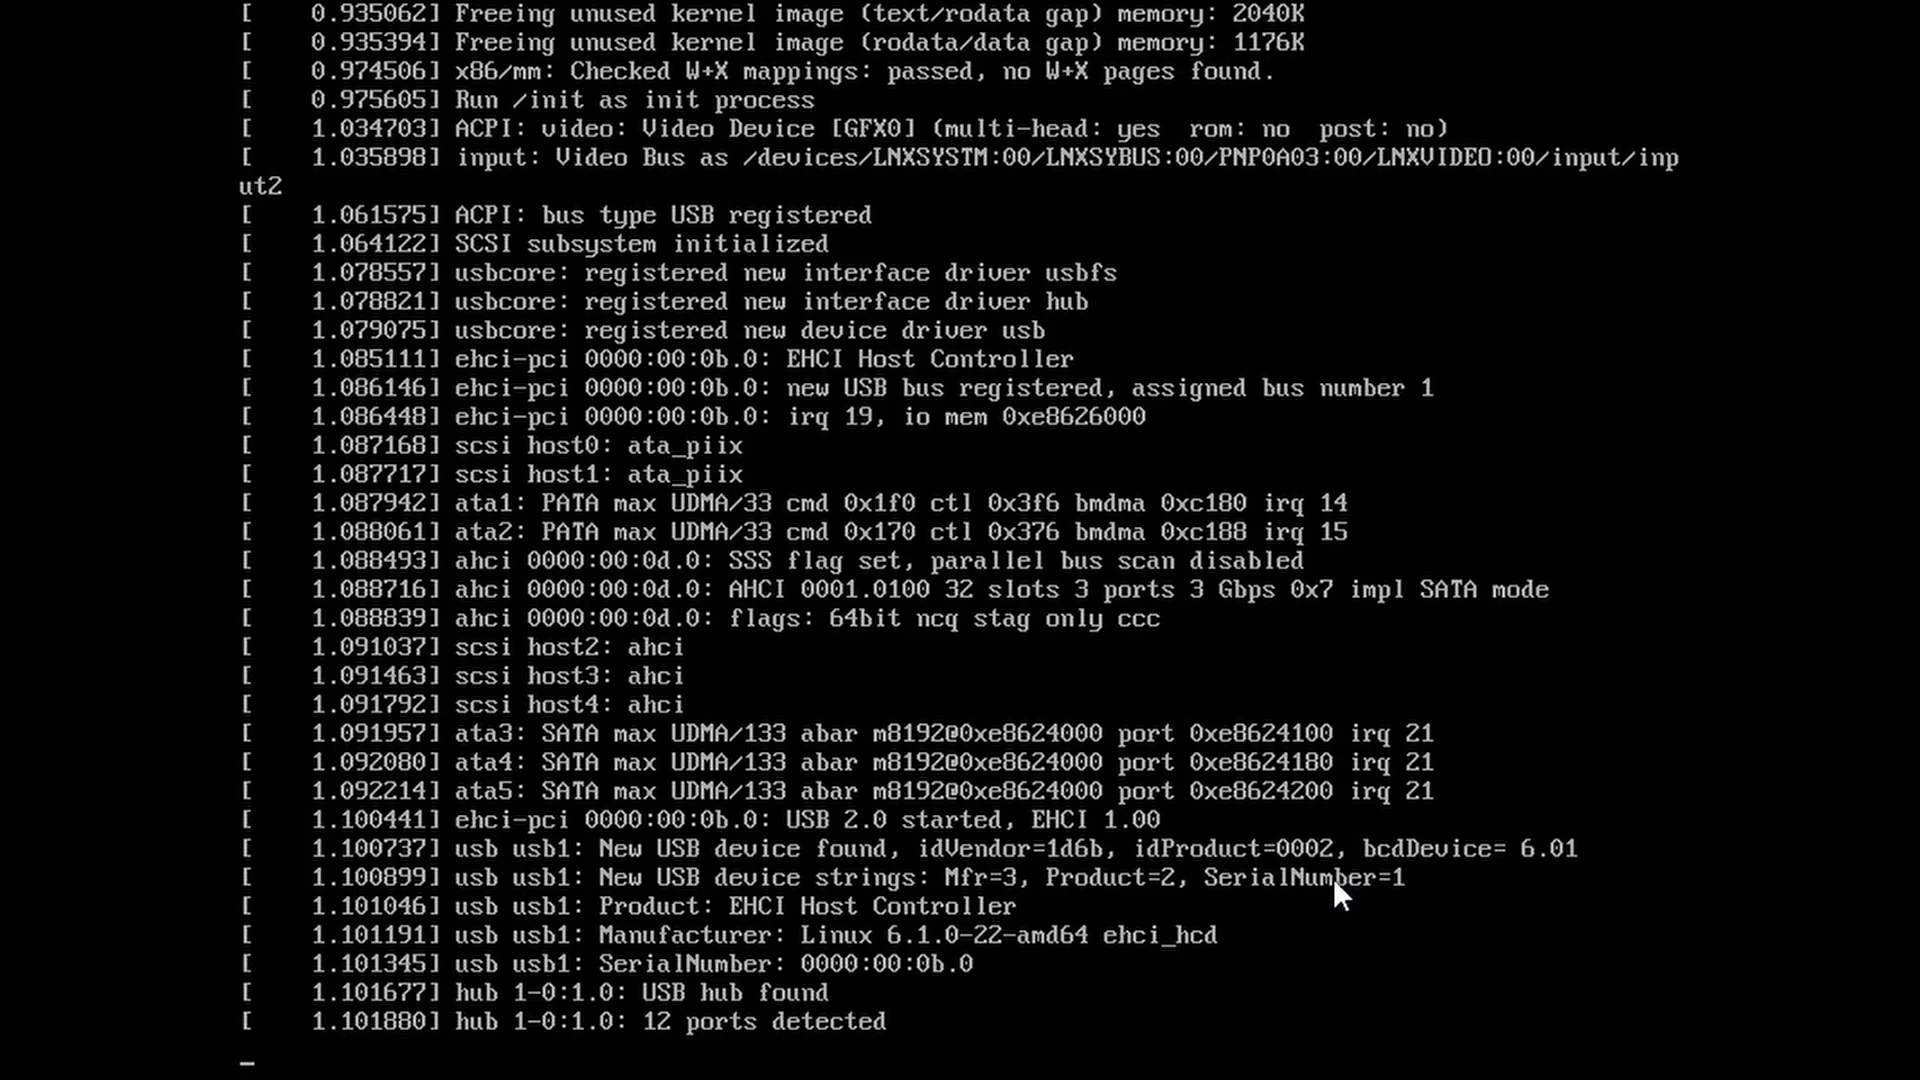 [    0.935062] Freeing unused kernel image (text/rodata gap) memory: 2040K
[    0.935394] Freeing unused kernel image (rodata/data gap) memory: 1176K
[    0.974506] x86/mm: Checked W+X mappings: passed, no W+X pages found.
[    0.975605] Run /init as init process
[    1.034703] ACPI: video: Video Device [GFX0] (multi-head: yes  rom: no  post: no)
[    1.035898] input: Video Bus as /devices/LNXSYSTM:00/LNXSYBUS:00/PNP0A03:00/LNXVIDEO:00/input/inp
ut2
[    1.061575] ACPI: bus type USB registered
[    1.064122] SCSI subsystem initialized
[    1.078557] usbcore: registered new interface driver usbfs
[    1.078821] usbcore: registered new interface driver hub
[    1.079075] usbcore: registered new device driver usb
[    1.085111] ehci-pci 0000:00:0b.0: EHCI Host Controller
[    1.086146] ehci-pci 0000:00:0b.0: new USB bus registered, assigned bus number 1
[    1.086448] ehci-pci 0000:00:0b.0: irq 19, io mem 0xe8626000
[    1.087168] scsi host0: ata_piix
[    1.087717] scsi host1: ata_piix
[    1.087942] ata1: PATA max UDMA/33 cmd 0x1f0 ctl 0x3f6 bmdma 0xc180 irq 14
[    1.088061] ata2: PATA max UDMA/33 cmd 0x170 ctl 0x376 bmdma 0xc188 irq 15
[    1.088493] ahci 0000:00:0d.0: SSS flag set, parallel bus scan disabled
[    1.088716] ahci 0000:00:0d.0: AHCI 0001.0100 32 slots 3 ports 3 Gbps 0x7 impl SATA mode
[    1.088839] ahci 0000:00:0d.0: flags: 64bit ncq stag only ccc
[    1.091037] scsi host2: ahci
[    1.091463] scsi host3: ahci
[    1.091792] scsi host4: ahci
[    1.091957] ata3: SATA max UDMA/133 abar m8192@0xe8624000 port 0xe8624100 irq 21
[    1.092080] ata4: SATA max UDMA/133 abar m8192@0xe8624000 port 0xe8624180 irq 21
[    1.092214] ata5: SATA max UDMA/133 abar m8192@0xe8624000 port 0xe8624200 irq 21
[    1.100441] ehci-pci 0000:00:0b.0: USB 2.0 started, EHCI 1.00
[    1.100737] usb usb1: New USB device found, idVendor=1d6b, idProduct=0002, bcdDevice= 6.01
[    1.100899] usb usb1: New USB device strings: Mfr=3, Product=2, SerialNumber=1
[    1.101046] usb usb1: Product: EHCI Host Controller
[    1.101191] usb usb1: Manufacturer: Linux 6.1.0-22-amd64 ehci_hcd
[    1.101345] usb usb1: SerialNumber: 0000:00:0b.0
[    1.101677] hub 1-0:1.0: USB hub found
[    1.101880] hub 1-0:1.0: 12 ports detected